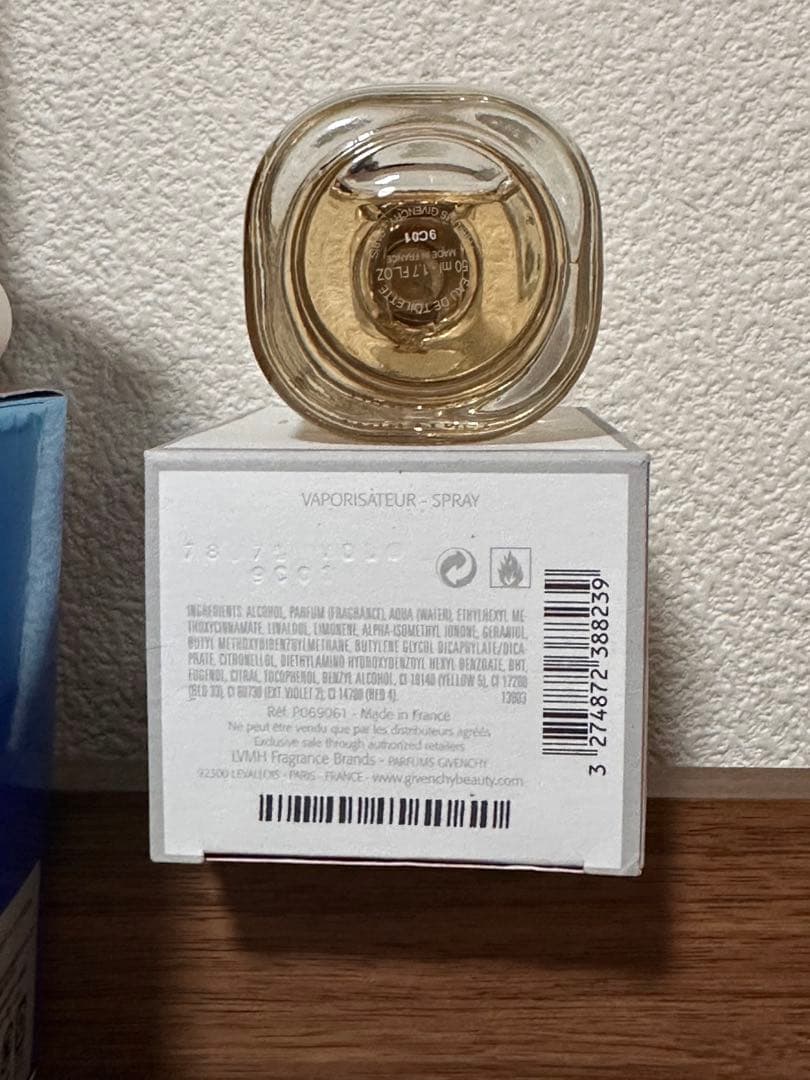 PARFUMS GIVENCHY PARIS
9C01
MADE IN FRANCE
50 ml - 1.7 FL.OZ
EAU DE TOILETTE
VAPORISATEUR - SPRAY
9C01
INGREDIENTS: ALCOHOL, PARFUM (FRAGRANCE), AQUA (WATER), ETHYLHEXYL ME-
THOXYCINNAMATE, LINALOOL, LIMONENE, ALPHA-ISOMETHYL IONONE, GERANIOL,
BUTYL METHOXYDIBENZOYLMETHANE, BUTYLENE GLYCOL DICAPRYLATE/DICA-
PRATE, CITRONELLOL, DIETHYLAMINO HYDROXYBENZOYL HEXYL BENZOATE, BHT,
EUGENOL, CITRAL, TOCOPHEROL, BENZYL ALCOHOL, CI 19140 (YELLOW 5), CI 17200
(RED 33), CI 60730 (EXT. VIOLET 2), CI 14700 (RED 4).
Réf. P069061 - Made in France
Ne peut être vendu que par les distributeurs agréés
Exclusive sale through authorized retailers
LVMH Fragrance Brands - PARFUMS GIVENCHY
92300 LEVALLOIS - PARIS - FRANCE - www.givenchybeauty.com
3 274872 388239